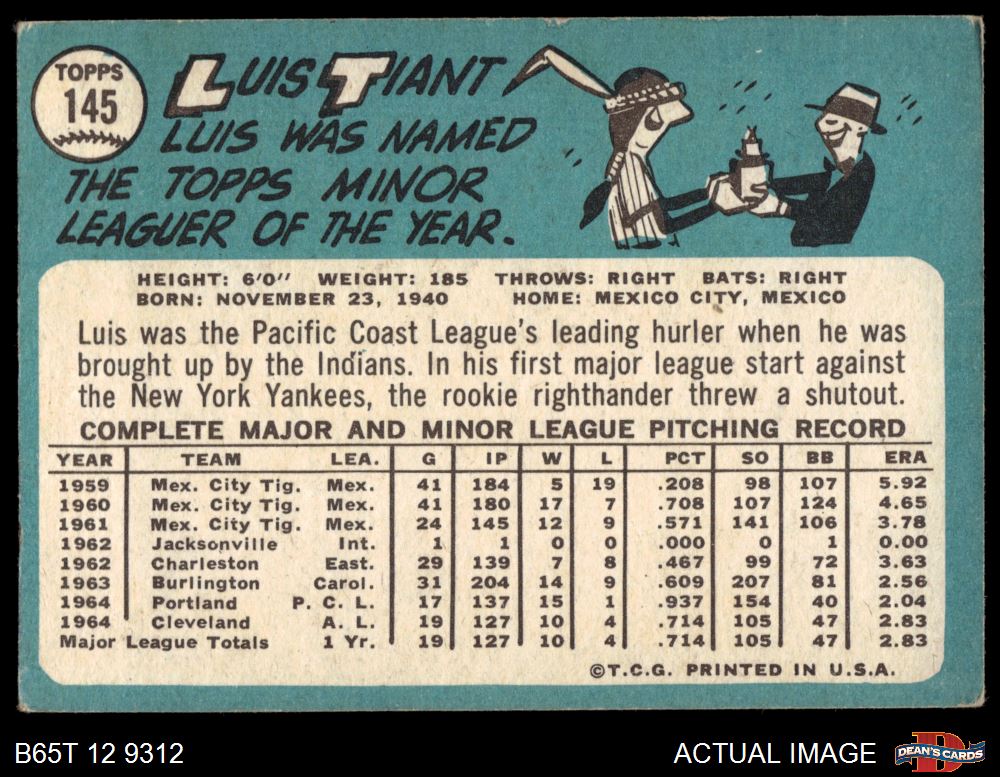 TOPPS
145
LUIS TIANT
LUIS WAS NAMED
THE TOPPS MINOR
LEAGUER OF THE YEAR.
HEIGHT: 6'0" WEIGHT: 185 THROWS: RIGHT BATS: RIGHT
BORN: NOVEMBER 23, 1940 HOME: MEXICO CITY, MEXICO
Luis was the Pacific Coast League's leading hurler when he was
brought up by the Indians. In his first major league start against
the New York Yankees, the rookie righthander threw a shutout.
COMPLETE MAJOR AND MINOR LEAGUE PITCHING RECORD
YEAR TEAM LEA. G IP W L PCT SO BB ERA
1959 Mex. City Tig. Mex. 41 184 5 19 .208 98 107 5.92
1960 Mex. City Tig. Mex. 41 180 17 7 .708 107 124 4.65
1961 Mex. City Tig. Mex. 24 145 12 9 .571 141 106 3.78
1962 Jacksonville Int. 1 1 0 0 .000 0 1 0.00
1962 Charleston East. 29 139 7 8 .467 99 72 3.63
1963 Burlington Carol. 31 204 14 9 .609 207 81 2.56
1964 Portland P. C. L. 17 137 15 1 .937 154 40 2.04
1964 Cleveland A. L. 19 127 10 4 .714 105 47 2.83
Major League Totals 1 Yr. 19 127 10 4 .714 105 47 2.83
©T.C.G. PRINTED IN U.S.A.
B65T 12 9312 ACTUAL IMAGE DEAN'S CARDS